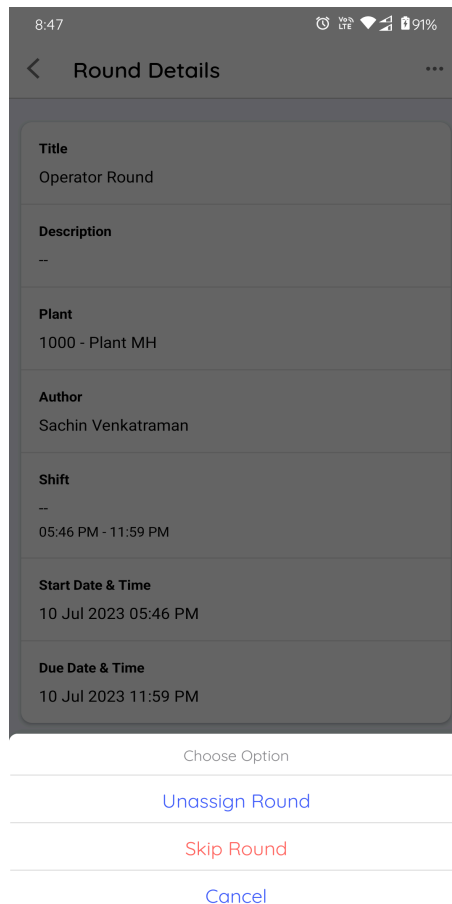 8:47
Vo))
LTE
91%
Round Details
Title
Operator Round
Description
--
Plant
1000 - Plant MH
Author
Sachin Venkatraman
Shift
--
05:46 PM - 11:59 PM
Start Date & Time
10 Jul 2023 05:46 PM
Due Date & Time
10 Jul 2023 11:59 PM
Choose Option
Unassign Round
Skip Round
Cancel